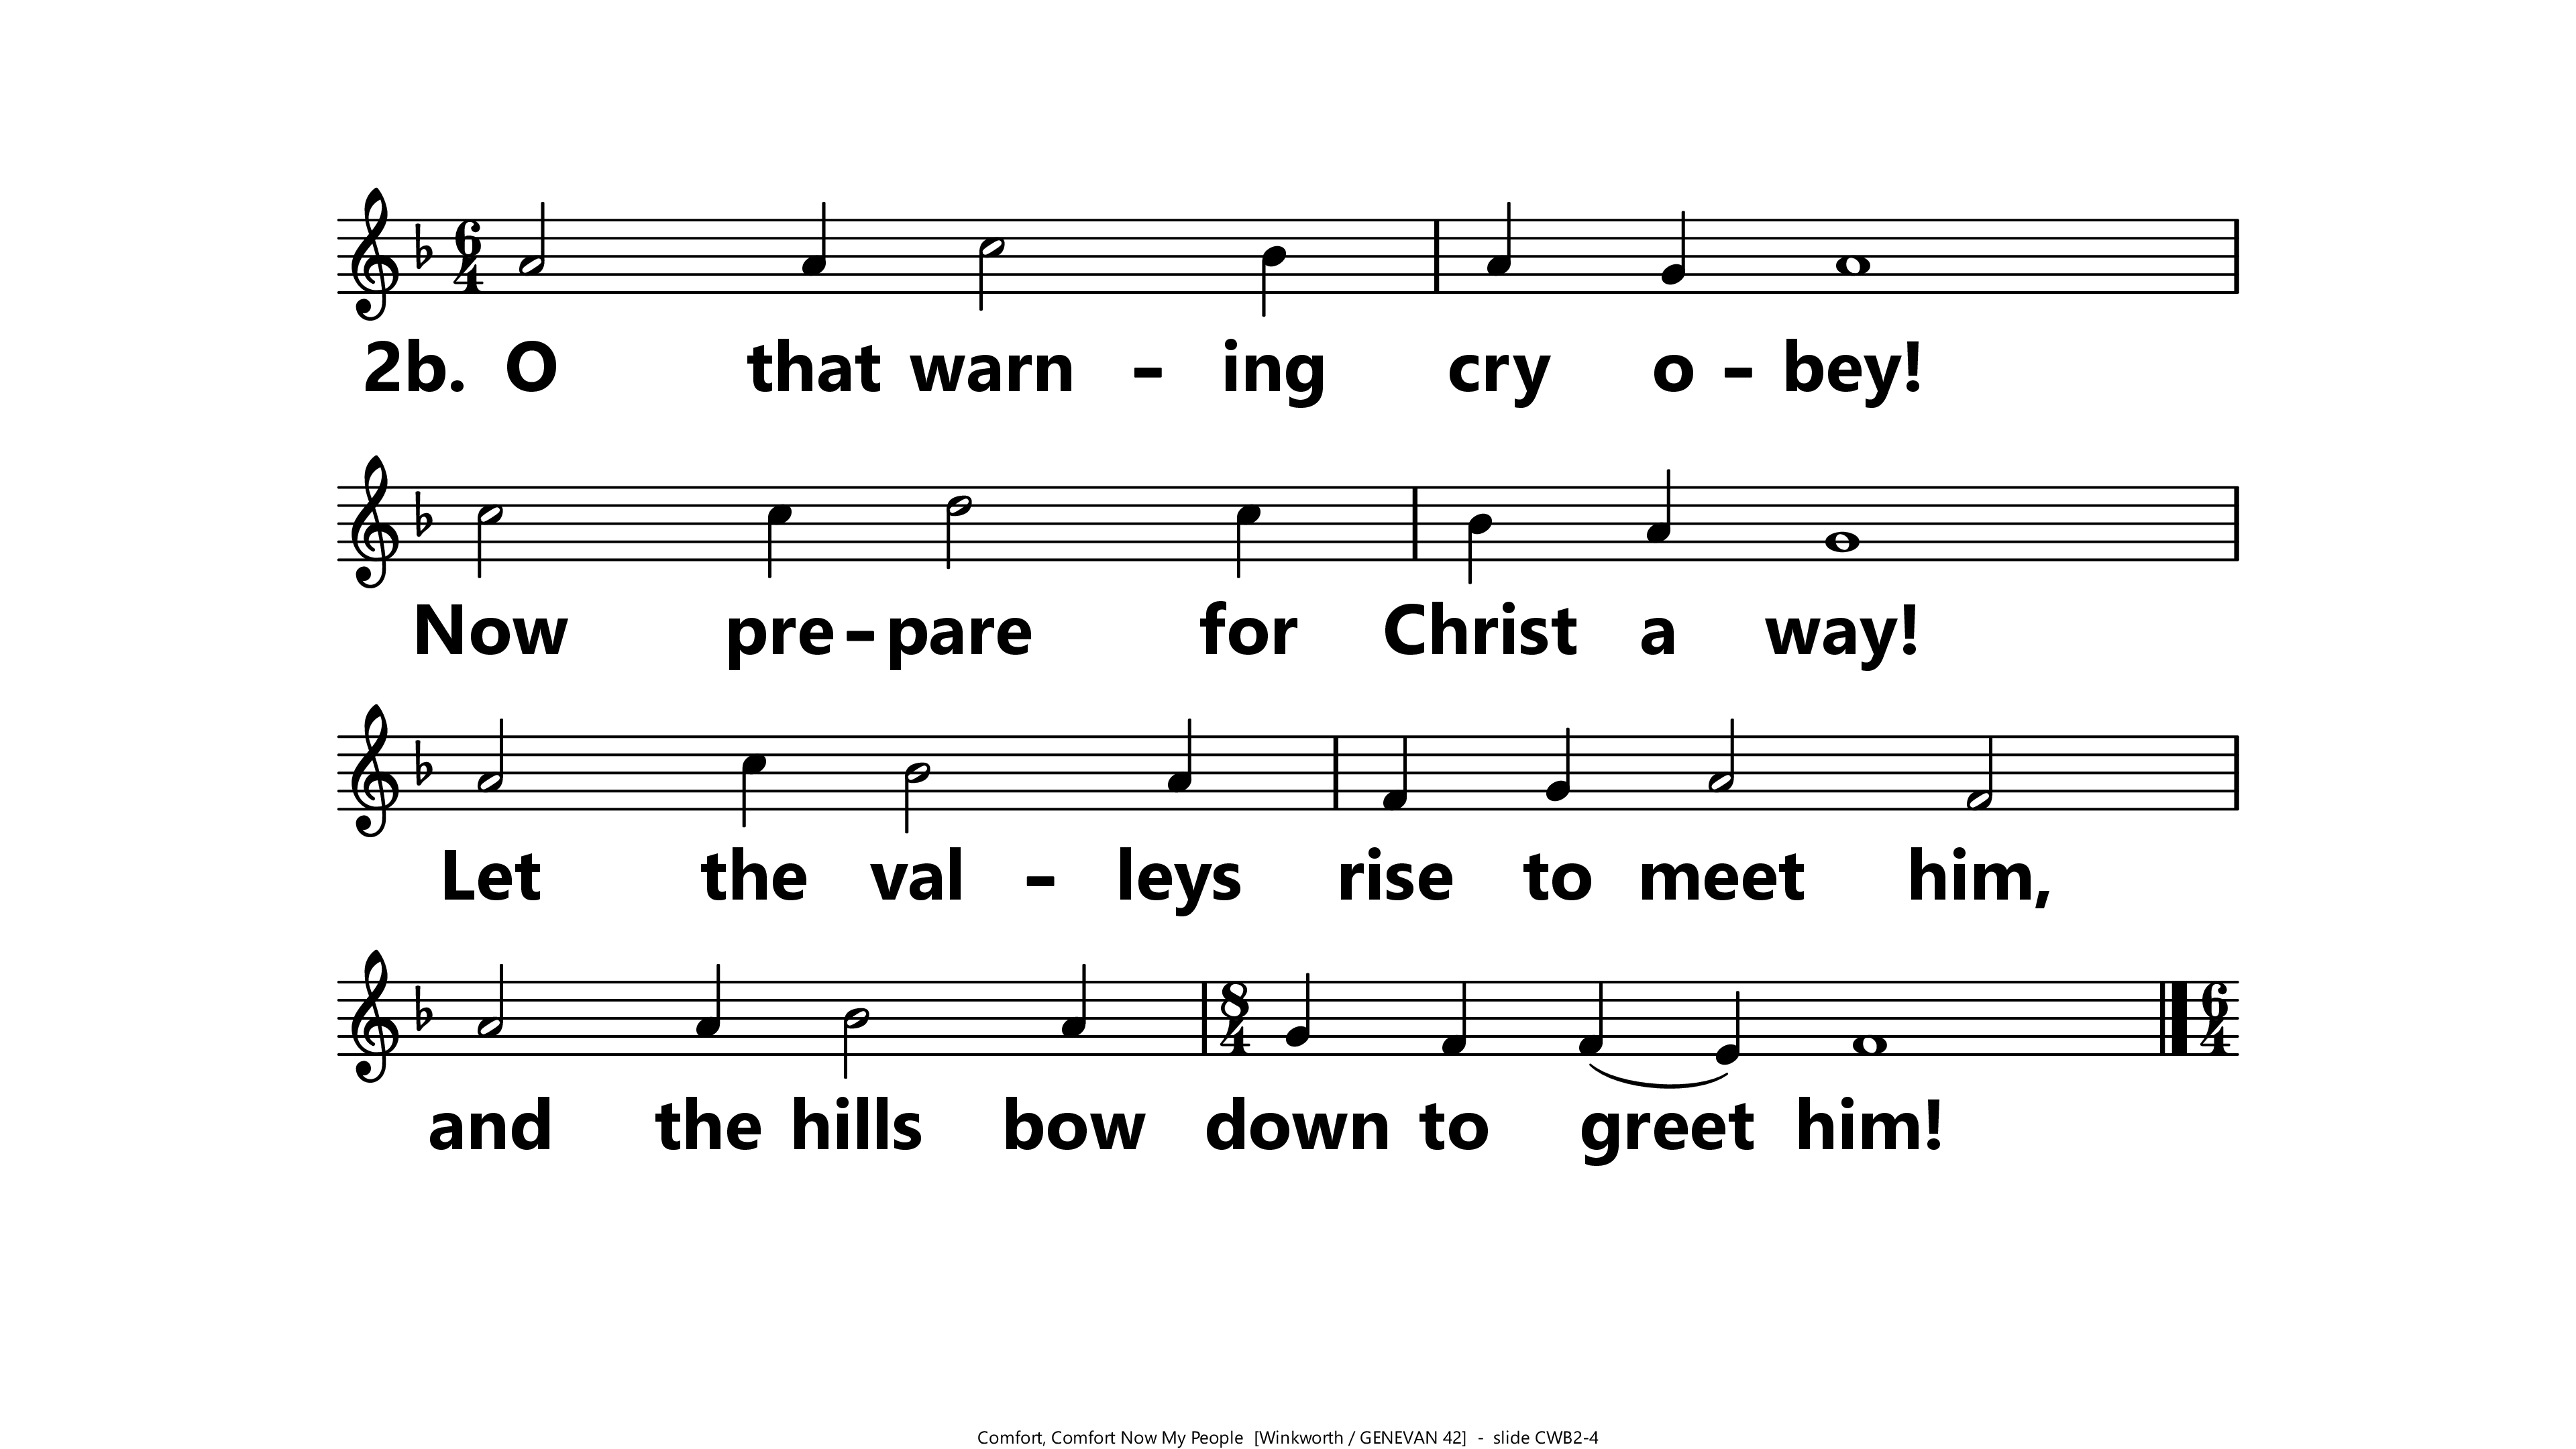 2b. O that warn - ing cry o - bey!
Now pre - pare for Christ a way!
Let the val - leys rise to meet him,
and the hills bow down to greet him!
Comfort, Comfort Now My People [Winkworth / GENEVAN 42] - slide CWB2-4